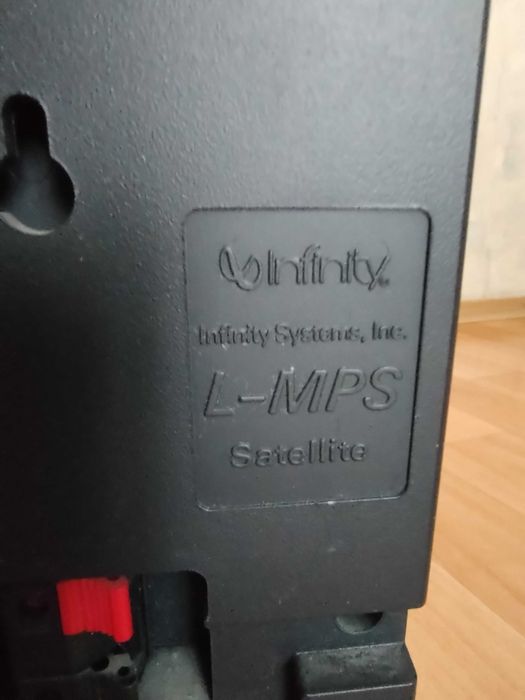 Infinity
Infinity Systems, Inc.
L-MPS
Satellite